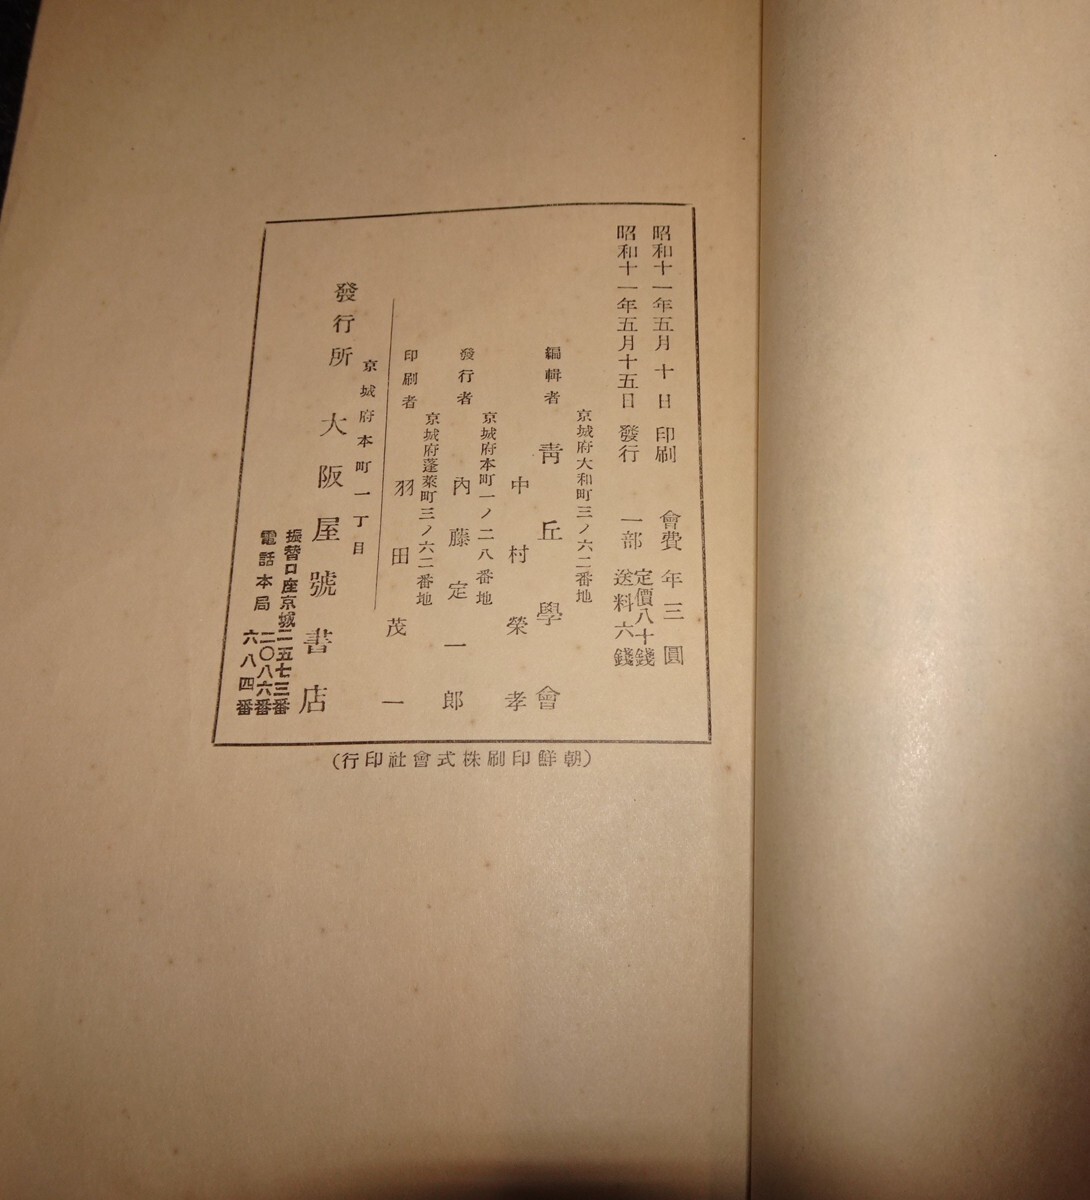 昭和十一年五月十日印刷 會費年三圓
昭和十一年五月十五日發行 一部 定價八十錢
送料六錢
京城府大和町三ノ六二番地
編輯者 靑丘學會
中村榮孝
京城府本町一ノ二八番地
發行者 內藤定一郎
京城府蓬萊町三ノ六二番地
印刷者 羽田茂一
京城府本町一丁目
發行所 大阪屋號書店
振替口座京城二五七三番
電話本局 二〇八六番
六八四番
(朝鮮印刷株式會社印行)